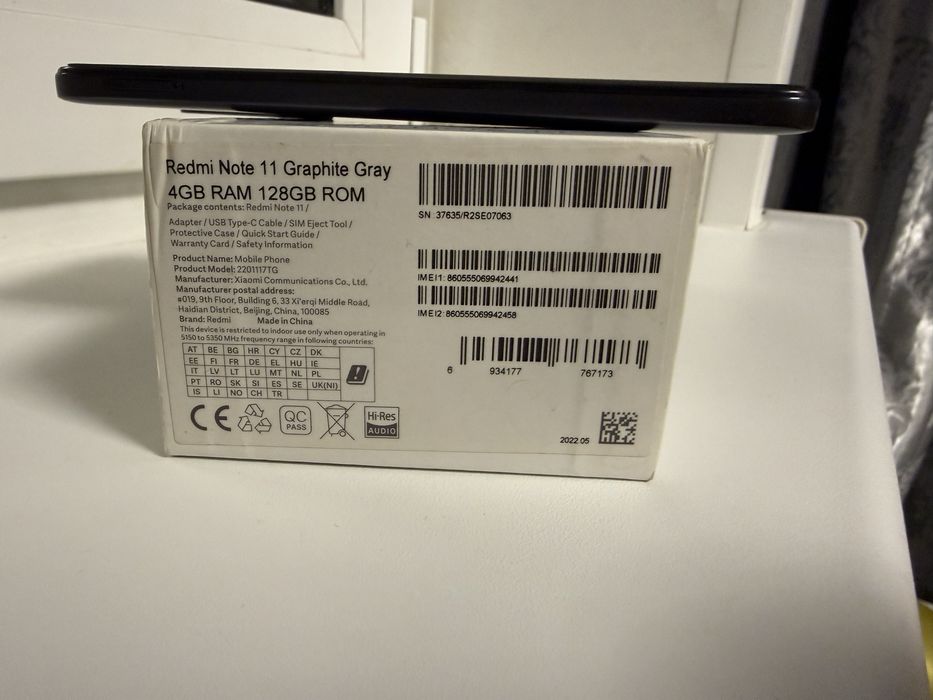 Redmi Note 11 Graphite Gray
4GB RAM 128GB ROM
Package contents: Redmi Note 11 /
Adapter / USB Type-C Cable / SIM Eject Tool /
Protective Case / Quick Start Guide /
Warranty Card / Safety Information
Product Name: Mobile Phone
Product Model: 2201117TG
Manufacturer: Xiaomi Communications Co., Ltd.
Manufacturer postal address:
#019, 9th Floor, Building 6, 33 Xi'erqi Middle Road,
Haidian District, Beijing, China, 100085
Brand: Redmi Made in China
This device is restricted to indoor use only when operating in
5150 to 5350 MHz frequency range in following countries:
AT BE BG HR CY CZ DK
EE FI FR DE EL HU IE
IT LV LT LU MT NL PL
PT RO SK SI ES SE UK(NI)
IS LI NO CH TR
CE
QC
PASS
Hi-Res
AUDIO
SN: 37635/R2SE07063
IMEI1: 860555069942441
IMEI2: 860555069942458
6 934177 767173
2022.05